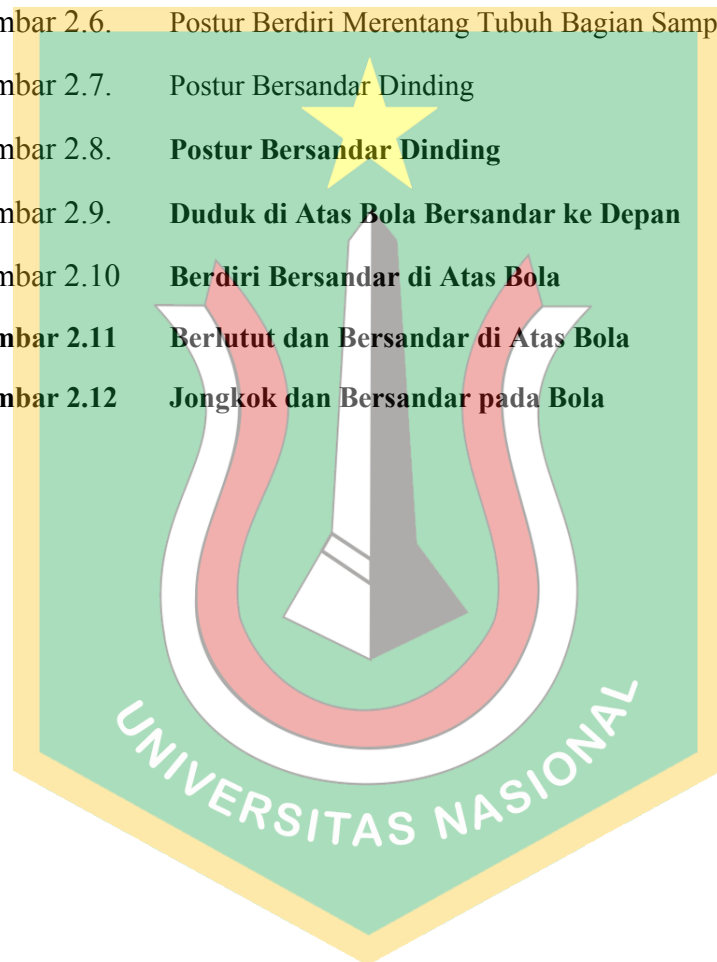 mbar 2.6. Postur Berdiri Merentang Tubuh Bagian Samp
mbar 2.7. Postur Bersandar Dinding
mbar 2.8. Postur Bersandar Dinding
mbar 2.9. Duduk di Atas Bola Bersandar ke Depan
mbar 2.10 Berdiri Bersandar di Atas Bola
mbar 2.11 Berlutut dan Bersandar di Atas Bola
mbar 2.12 Jongkok dan Bersandar pada Bola
UNIVERSITAS NASIONAL